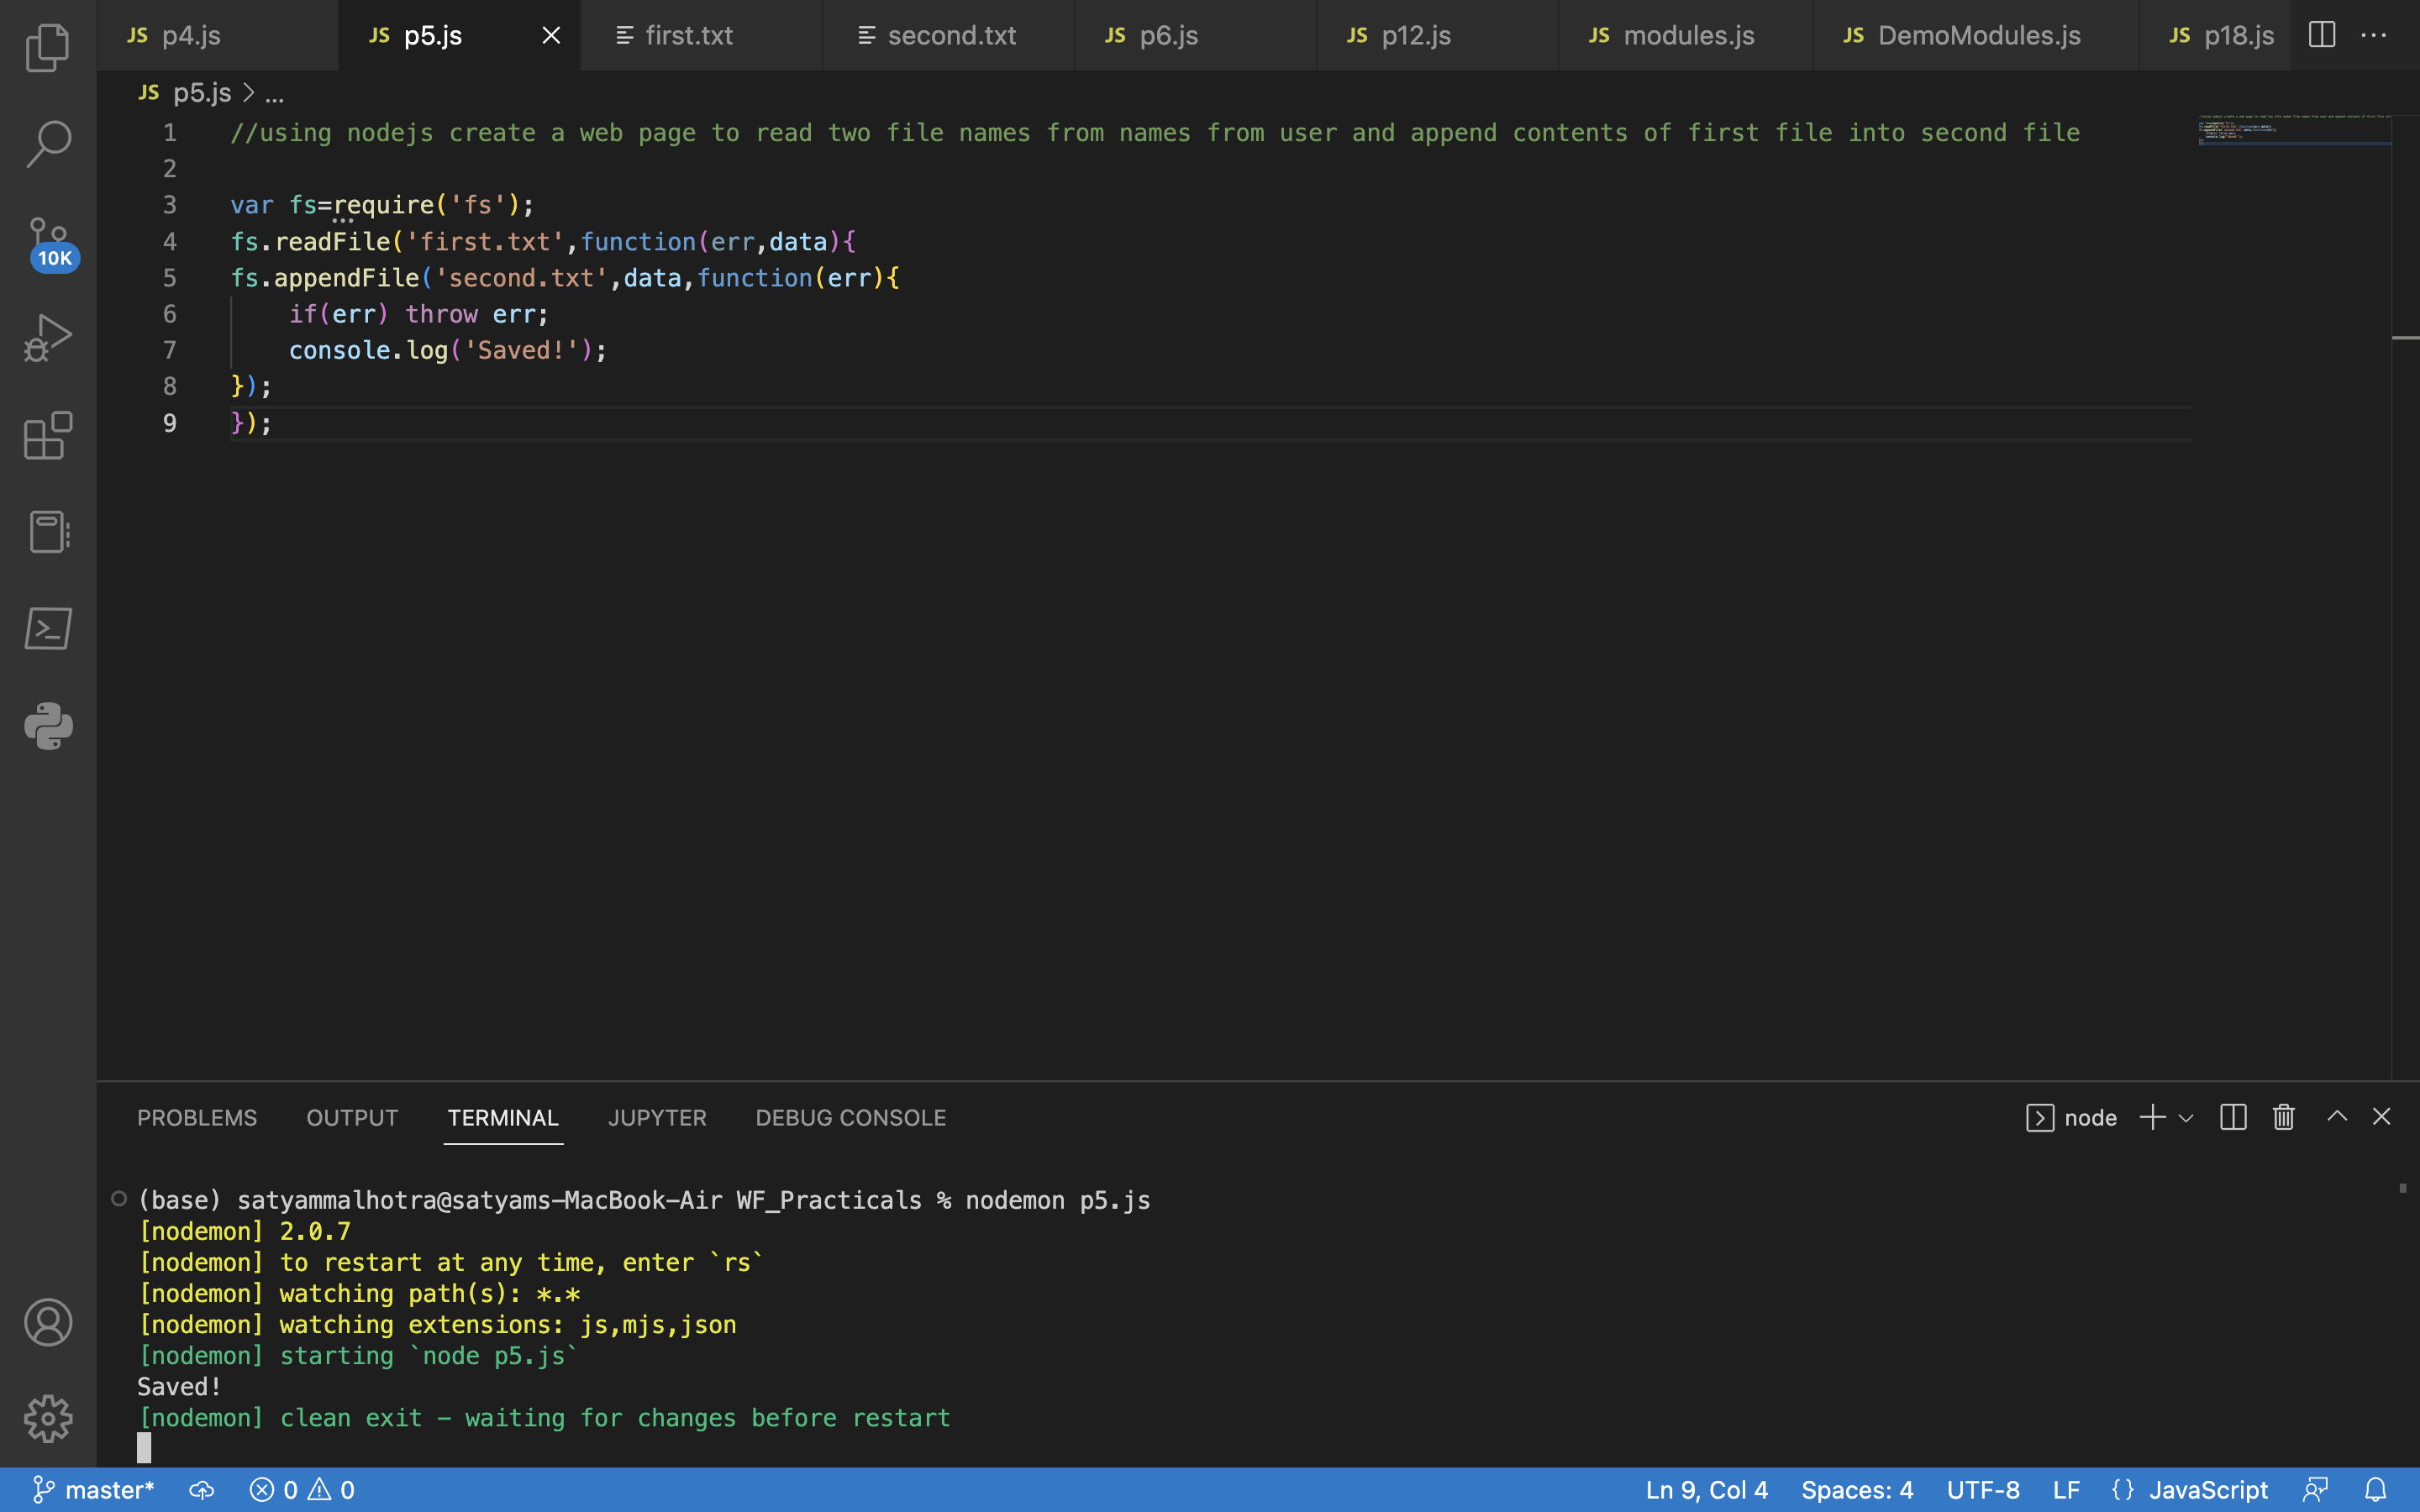 JS p4.js JS p5.js first.txt second.txt JS p6.js JS p12.js JS modules.js JS DemoModules.js JS p18.js ...
JS p5.js > ...
1 //using nodejs create a web page to read two file names from names from user and append contents of first file into second file
2
3 var fs=require('fs');
4 fs.readFile('first.txt',function(err,data){
5 fs.appendFile('second.txt',data,function(err){
6     if(err) throw err;
7     console.log('Saved!');
8 });
9 });
10K
PROBLEMS OUTPUT TERMINAL JUPYTER DEBUG CONSOLE node
(base) satyammalhotra@satyams-MacBook-Air WF_Practicals % nodemon p5.js
[nodemon] 2.0.7
[nodemon] to restart at any time, enter `rs`
[nodemon] watching path(s): *.*
[nodemon] watching extensions: js,mjs,json
[nodemon] starting `node p5.js`
Saved!
[nodemon] clean exit - waiting for changes before restart
master* 0 0 Ln 9, Col 4 Spaces: 4 UTF-8 LF {} JavaScript